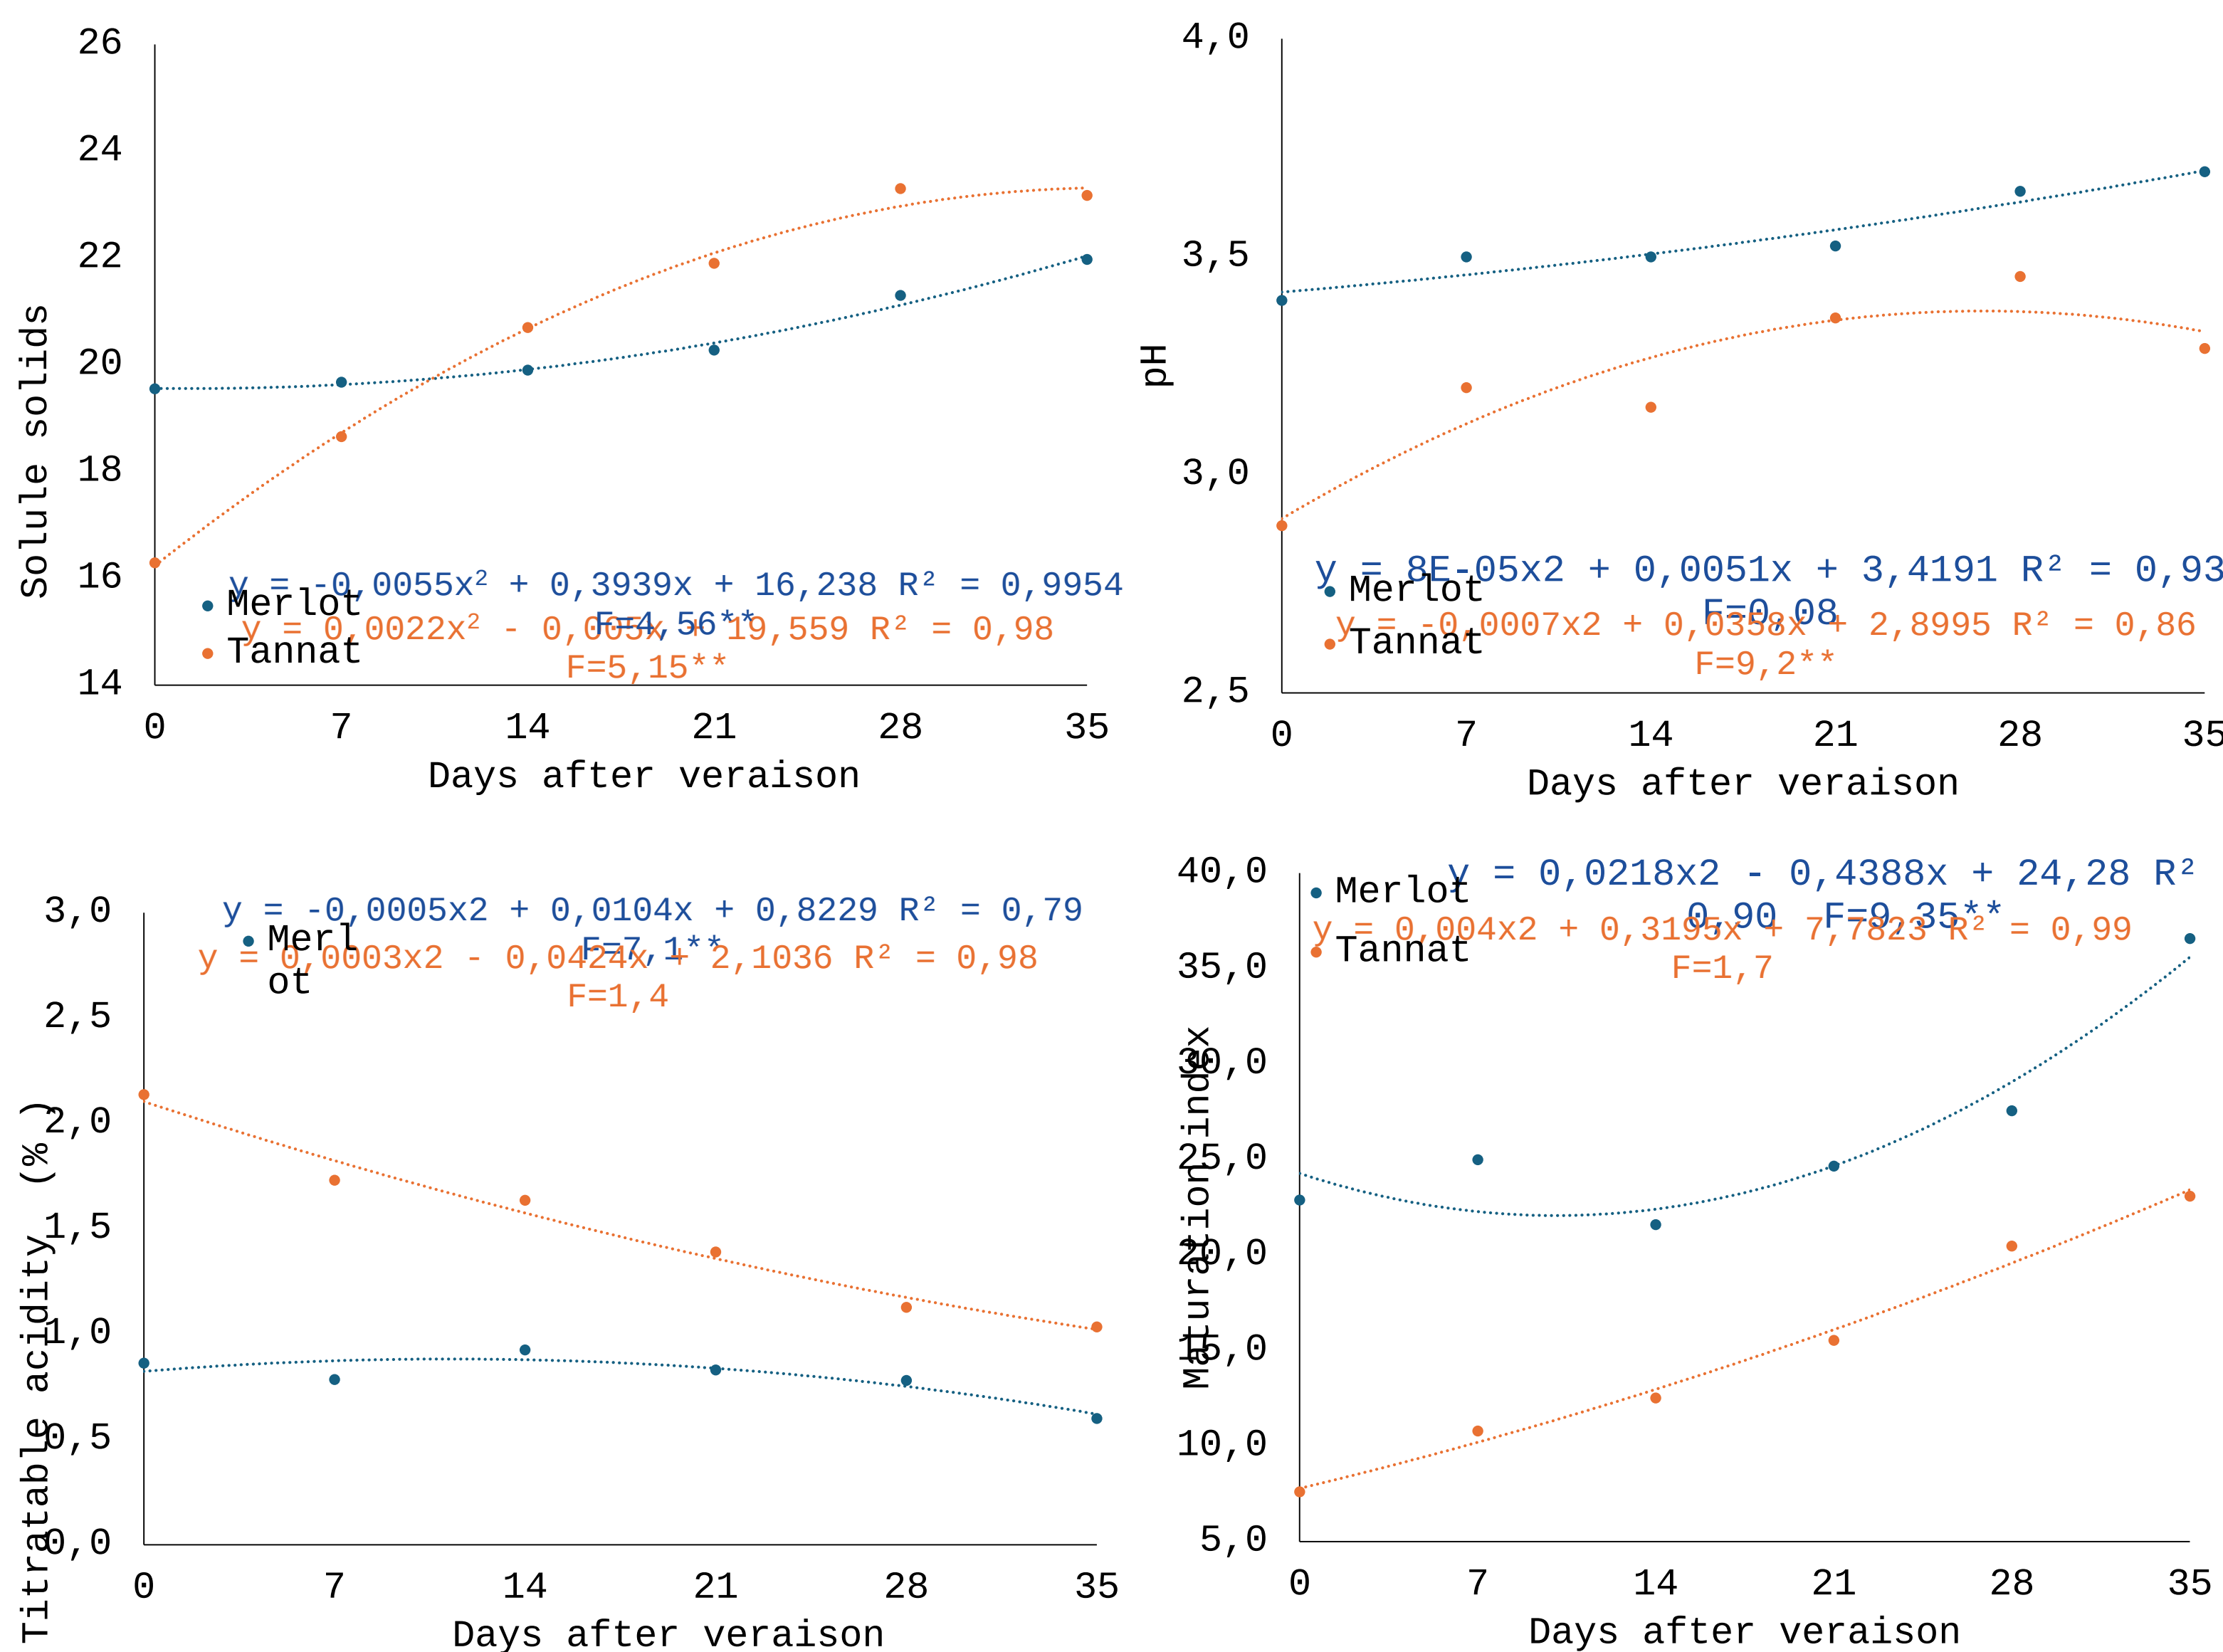 26
24
22
20
18
16
14
Solule solids
y = -0,0055x² + 0,3939x + 16,238 R² = 0,9954
F=4,56**
y = 0,0022x² - 0,005x + 19,559 R² = 0,98
F=5,15**
Merlot
Tannat
0 7 14 21 28 35
Days after veraison
4,0
3,5
3,0
2,5
pH
y = 8E-05x2 + 0,0051x + 3,4191 R² = 0,93
F=0,08
y = -0,0007x2 + 0,0358x + 2,8995 R² = 0,86
F=9,2**
Merlot
Tannat
0 7 14 21 28 35
Days after veraison
3,0
2,5
2,0
1,5
1,0
0,5
0,0
Titratable acidity (% )
y = -0,0005x2 + 0,0104x + 0,8229 R² = 0,79
F=7,1**
y = 0,0003x2 - 0,0424x + 2,1036 R² = 0,98
F=1,4
Merl
ot
0 7 14 21 28 35
Days after veraison
40,0
35,0
30,0
25,0
20,0
15,0
10,0
5,0
Maturation index
y = 0,0218x2 - 0,4388x + 24,28 R²
0,90 F=9,35**
y = 0,004x2 + 0,3195x + 7,7823 R² = 0,99
F=1,7
Merlot
Tannat
0 7 14 21 28 35
Days after veraison